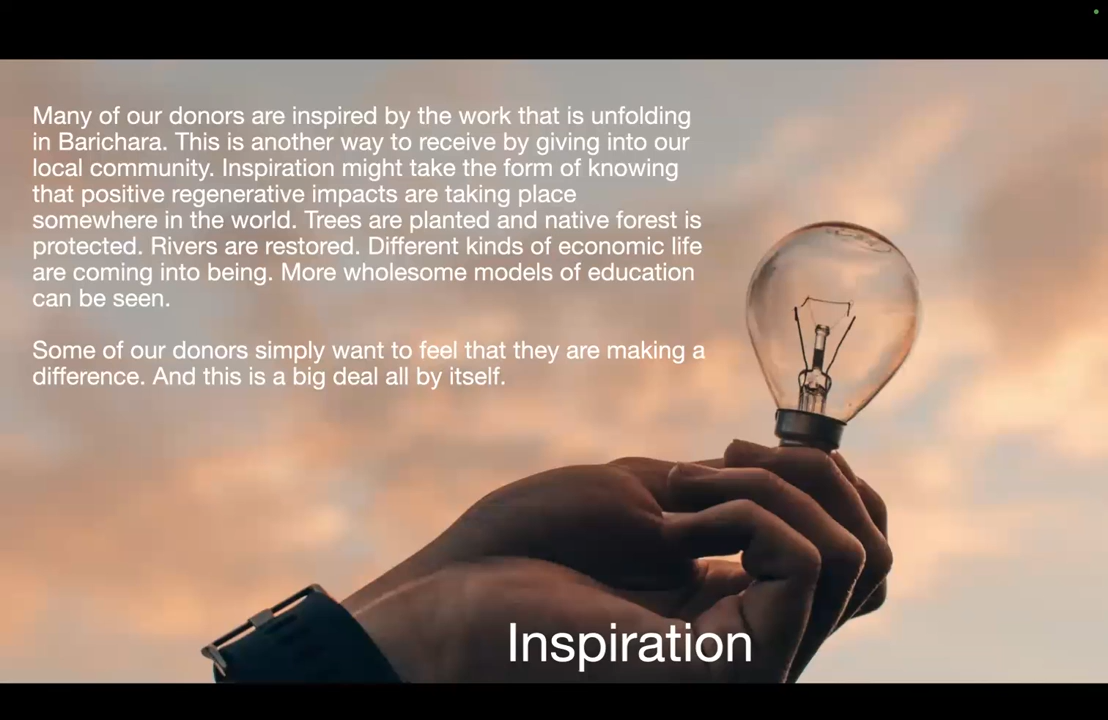 Many of our donors are inspired by the work that is unfolding
in Barichara. This is another way to receive by giving into our
local community. Inspiration might take the form of knowing
that positive regenerative impacts are taking place
somewhere in the world. Trees are planted and native forest is
protected. Rivers are restored. Different kinds of economic life
are coming into being. More wholesome models of education
can be seen.
Some of our donors simply want to feel that they are making a
difference. And this is a big deal all by itself.
Inspiration